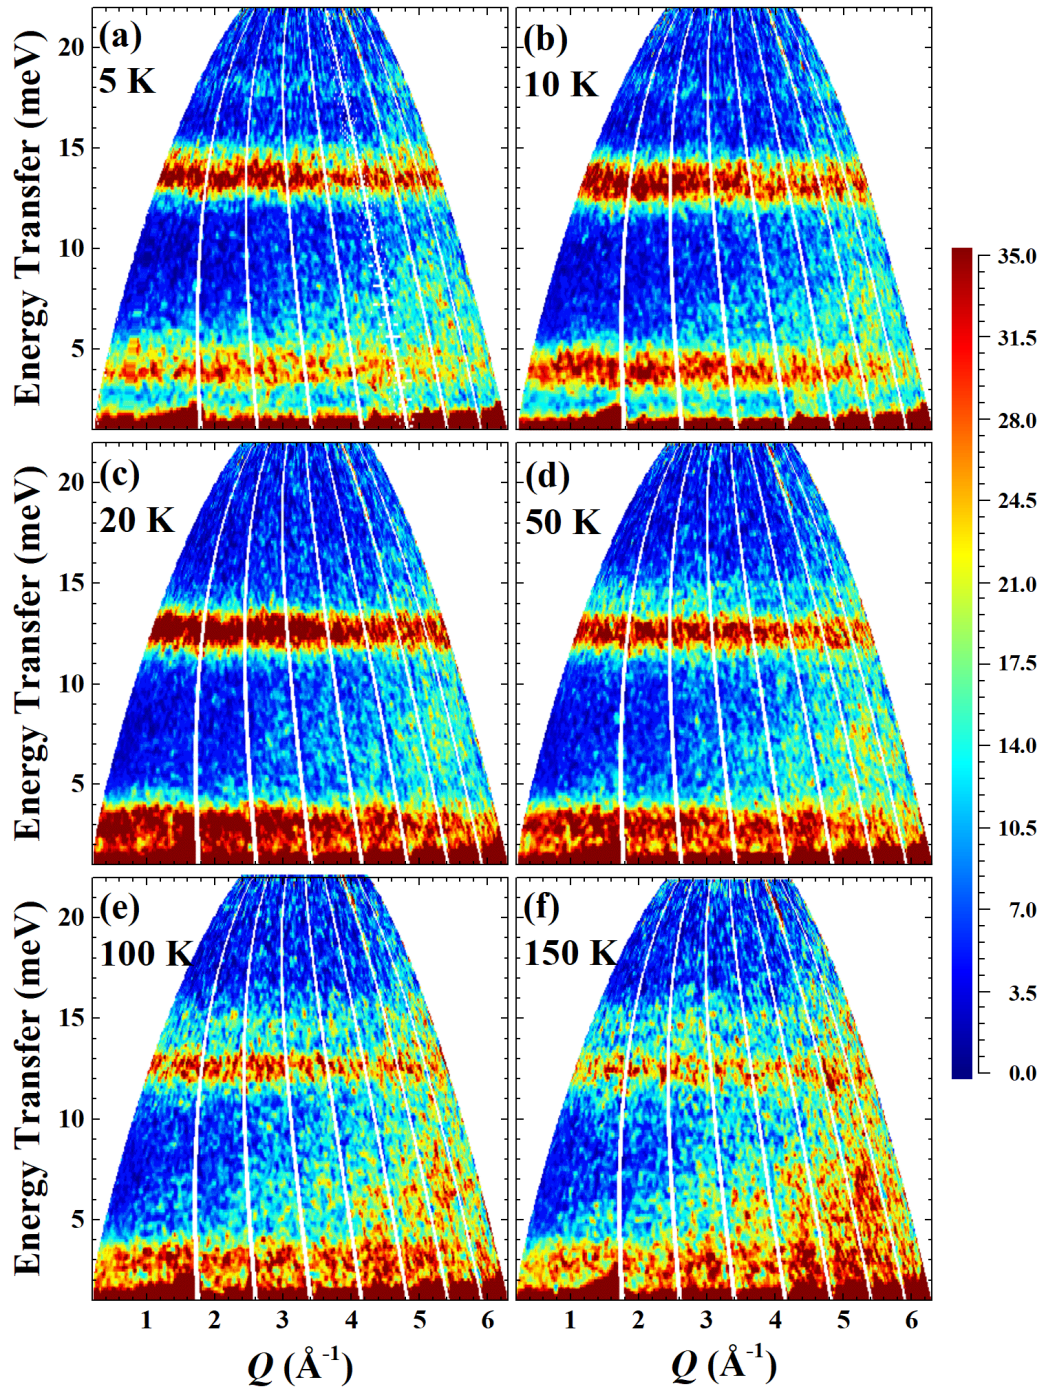 (a)
5 K
(b)
10 K
Energy Transfer (meV)
20
15
10
5
35.0
31.5
28.0
24.5
21.0
17.5
14.0
10.5
7.0
3.5
0.0
(c)
20 K
(d)
50 K
Energy Transfer (meV)
20
15
10
5
(e)
100 K
(f)
150 K
Energy Transfer (meV)
20
15
10
5
1 2 3 4 5 6
1 2 3 4 5 6
Q (Å⁻¹)
Q (Å⁻¹)